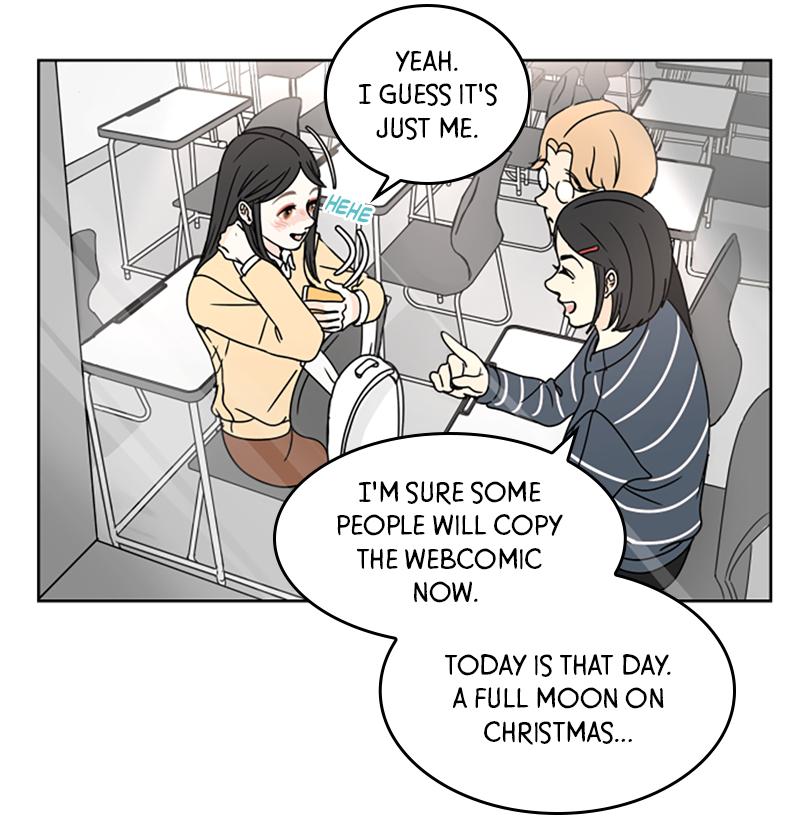 YEAH.
I GUESS IT'S
JUST ME.
HEHE
I'M SURE SOME
PEOPLE WILL COPY
THE WEBCOMIC
NOW.
TODAY IS THAT DAY.
A FULL MOON ON
CHRISTMAS...